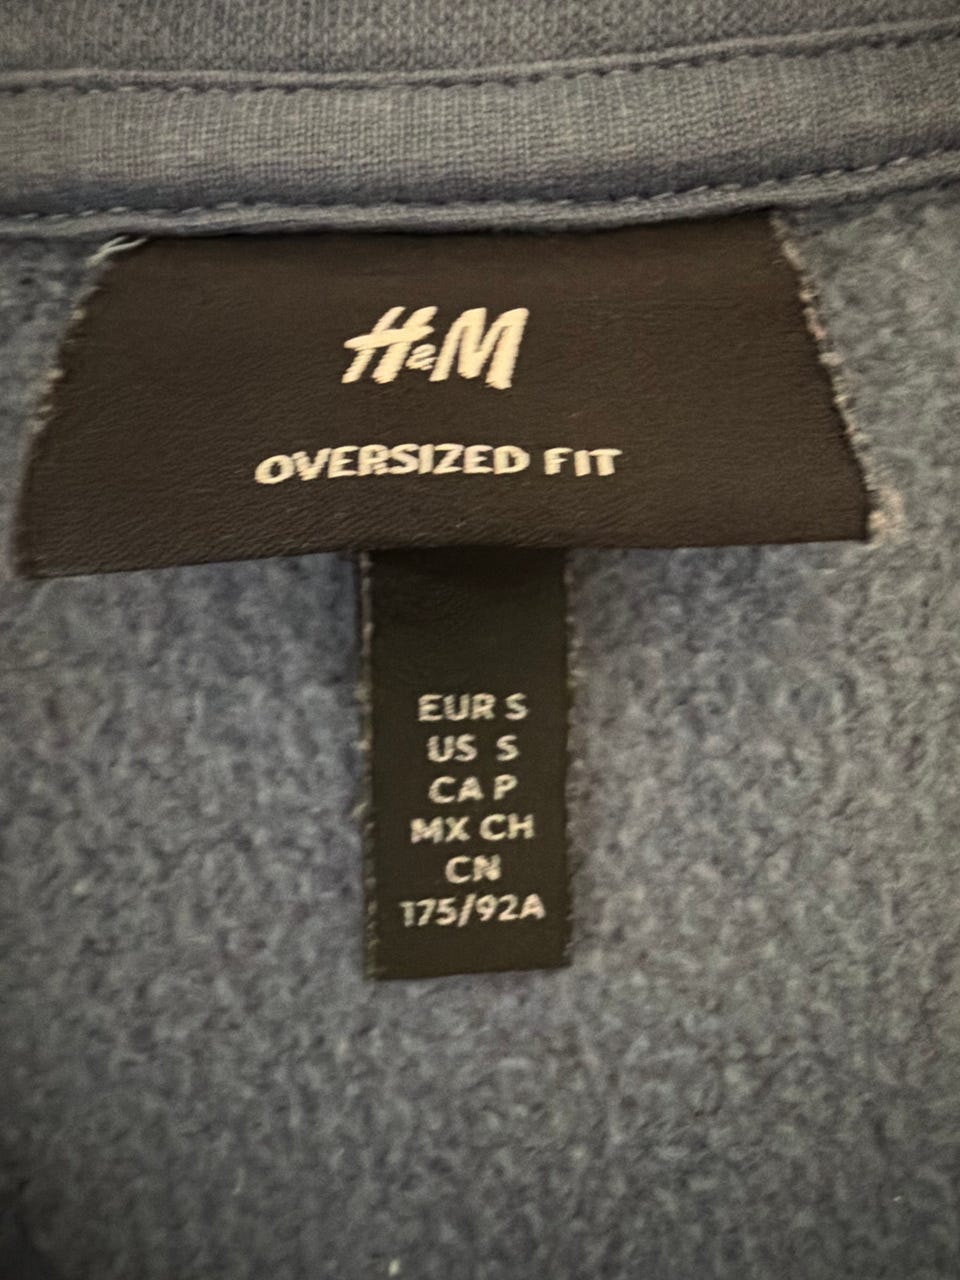 H&M
OVERSIZED FIT
EUR S
US S
CA P
MX CH
CN
175/92A